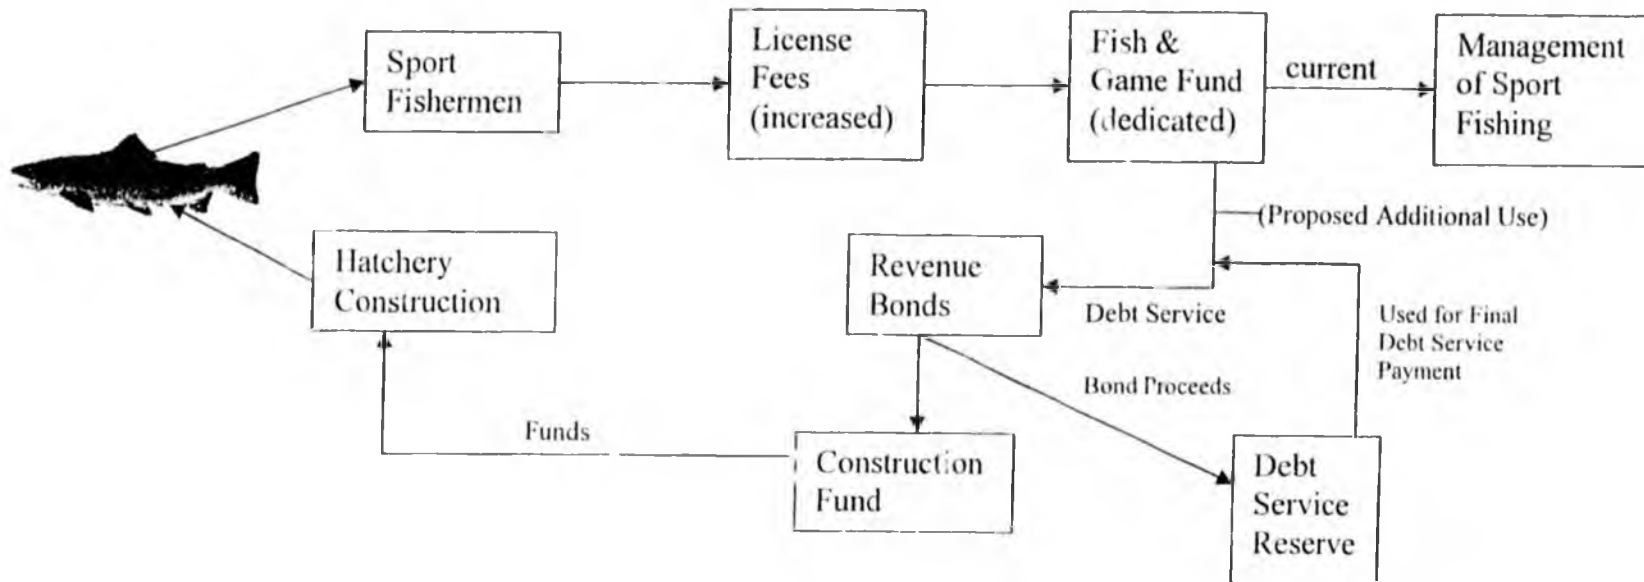 Sport
Fishermen
License
Fees
(increased)
Fish &
Game Fund
(dedicated)
current
Management
of Sport
Fishing
(Proposed Additional Use)
Revenue
Bonds
Debt Service
Used for Final
Debt Service
Payment
Hatchery
Construction
Bond Proceeds
Funds
Construction
Fund
Debt
Service
Reserve